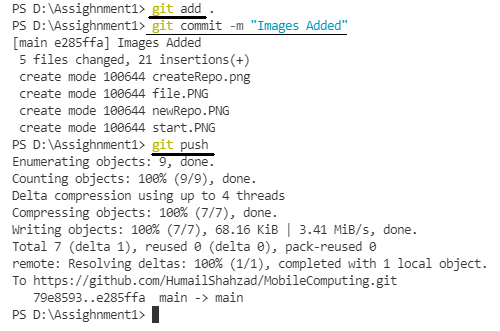 PS D:\Assighnment1> git add .
PS D:\Assighnment1> git commit -m "Images Added"
[main e285ffa] Images Added
 5 files changed, 21 insertions(+)
 create mode 100644 createRepo.png
 create mode 100644 file.PNG
 create mode 100644 newRepo.PNG
 create mode 100644 start.PNG
PS D:\Assighnment1> git push
Enumerating objects: 9, done.
Counting objects: 100% (9/9), done.
Delta compression using up to 4 threads
Compressing objects: 100% (7/7), done.
Writing objects: 100% (7/7), 68.16 KiB | 3.41 MiB/s, done.
Total 7 (delta 1), reused 0 (delta 0), pack-reused 0
remote: Resolving deltas: 100% (1/1), completed with 1 local object.
To https://github.com/HumailShahzad/MobileComputing.git
   79e8593..e285ffa  main -> main
PS D:\Assighnment1>